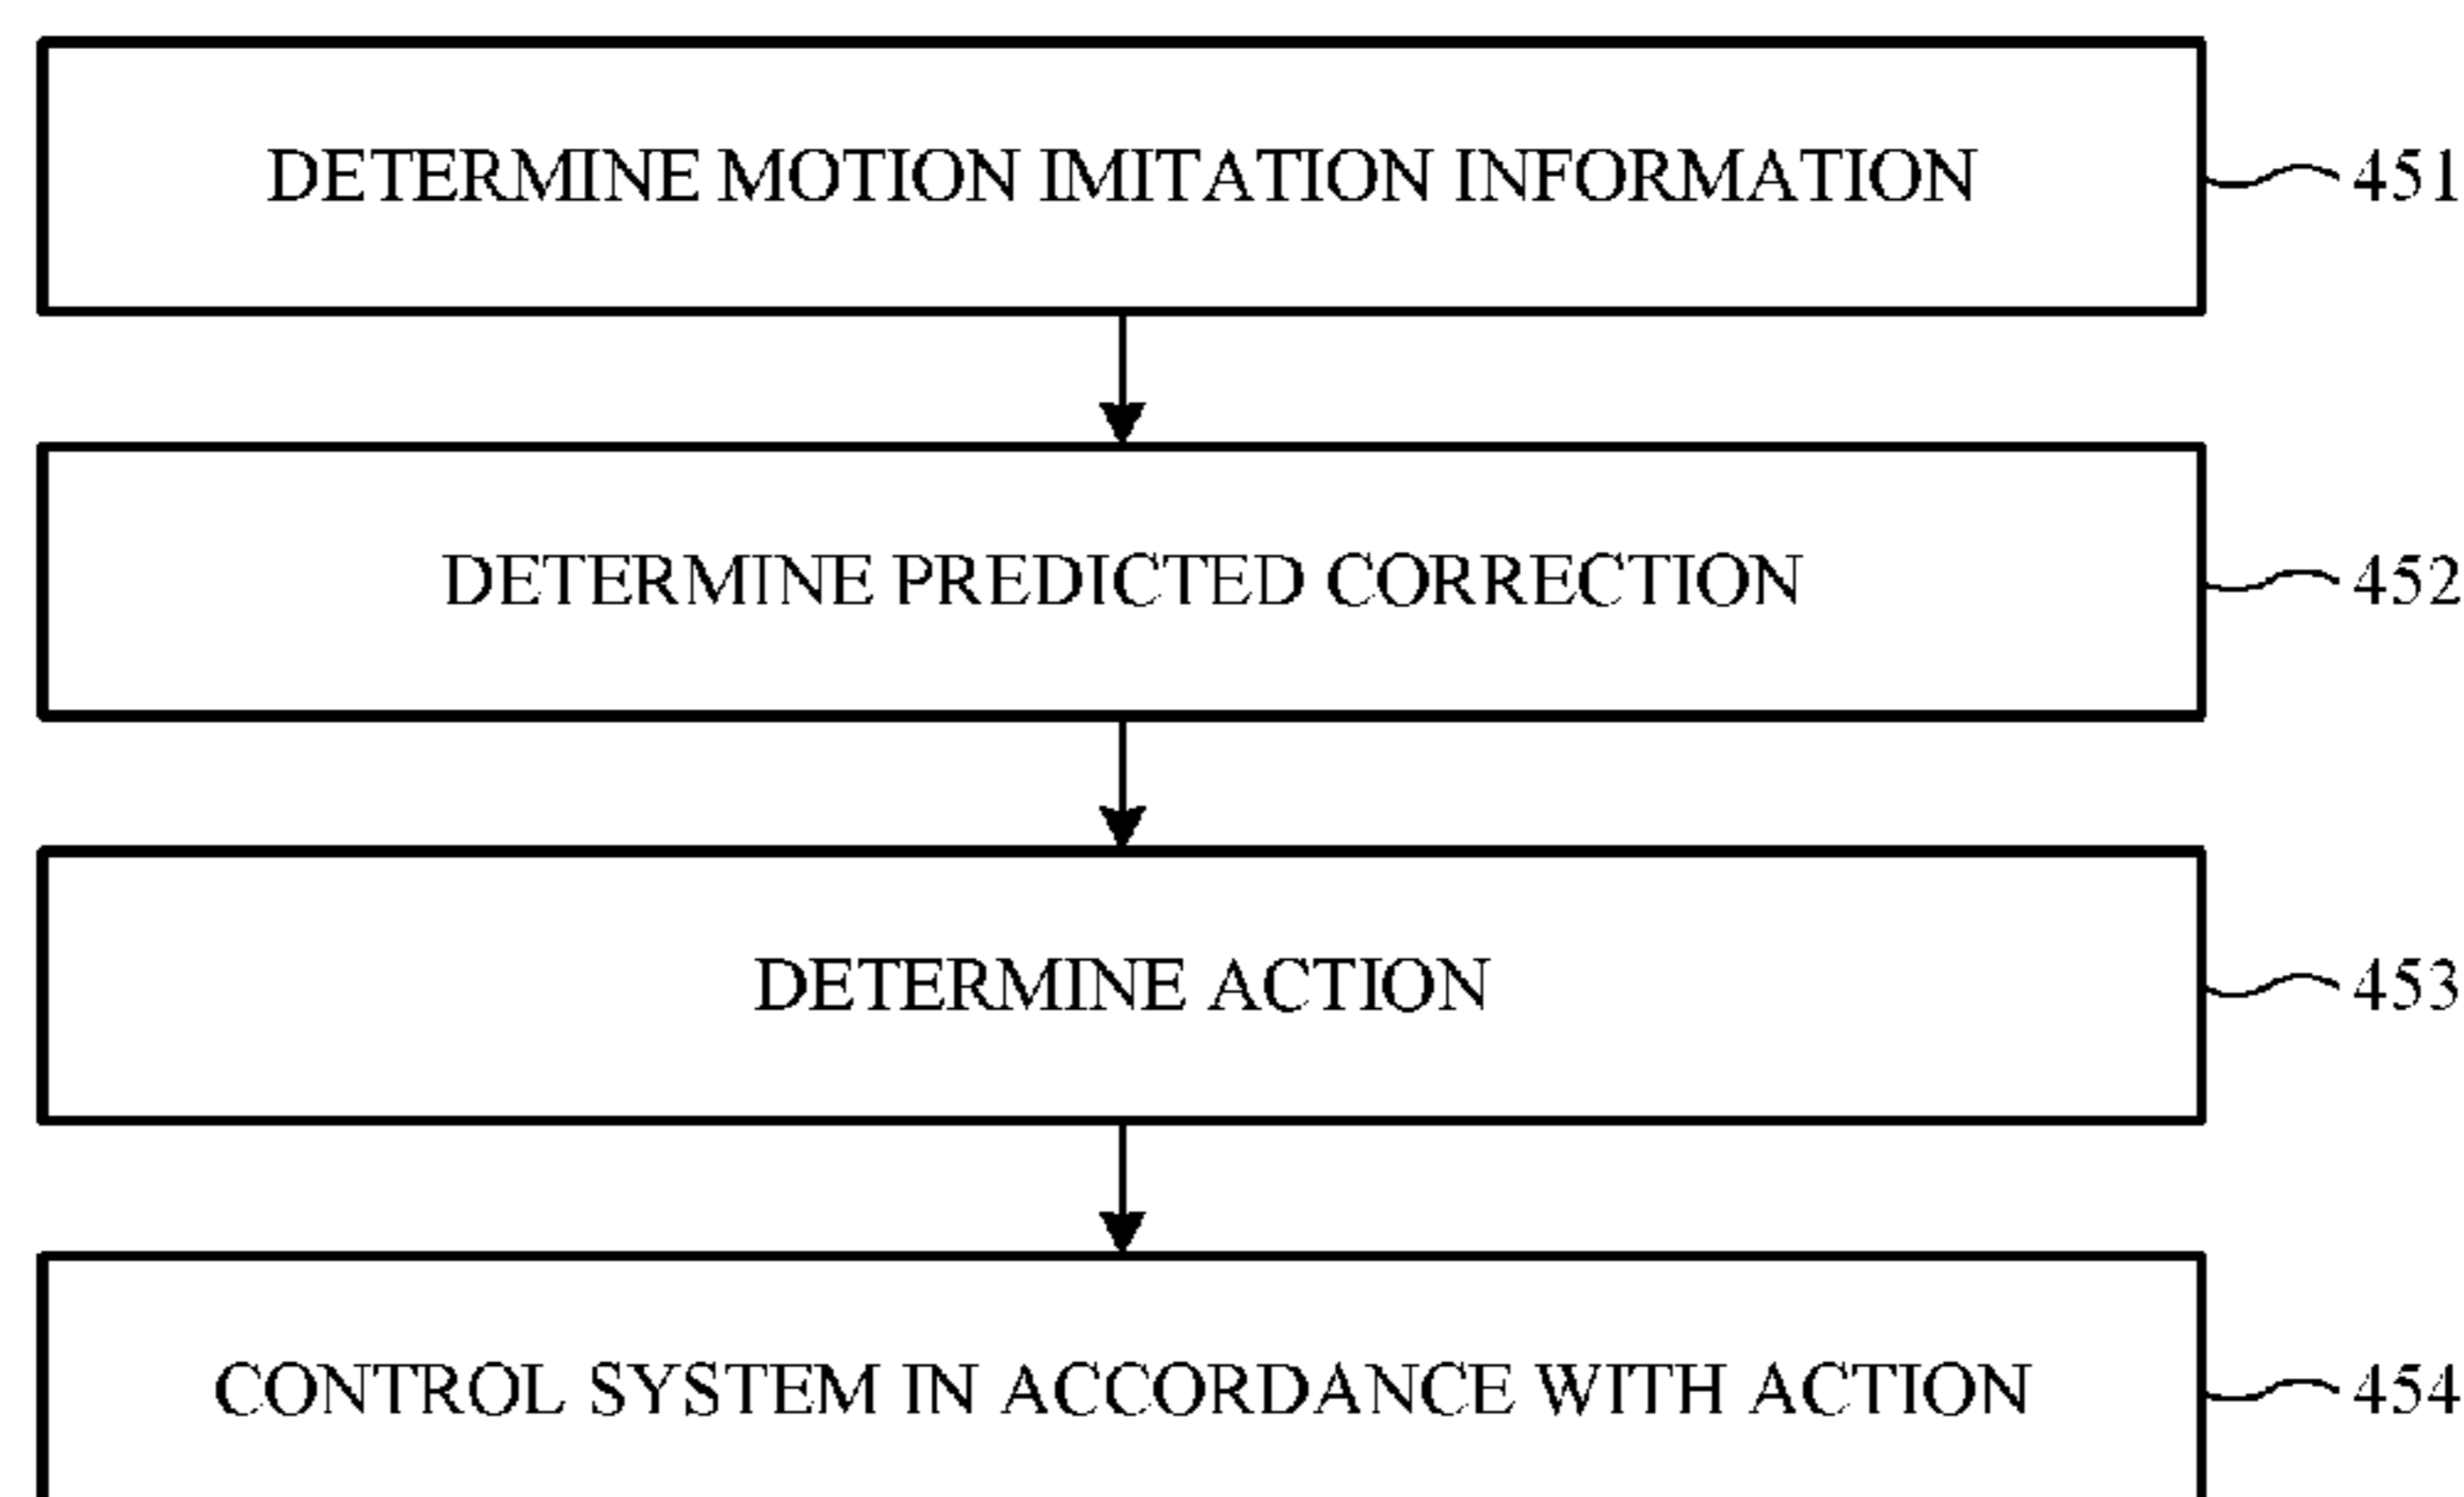 DETERMINE MOTION IMITATION INFORMATION
451
DETERMINE PREDICTED CORRECTION
452
DETERMINE ACTION
453
CONTROL SYSTEM IN ACCORDANCE WITH ACTION
454